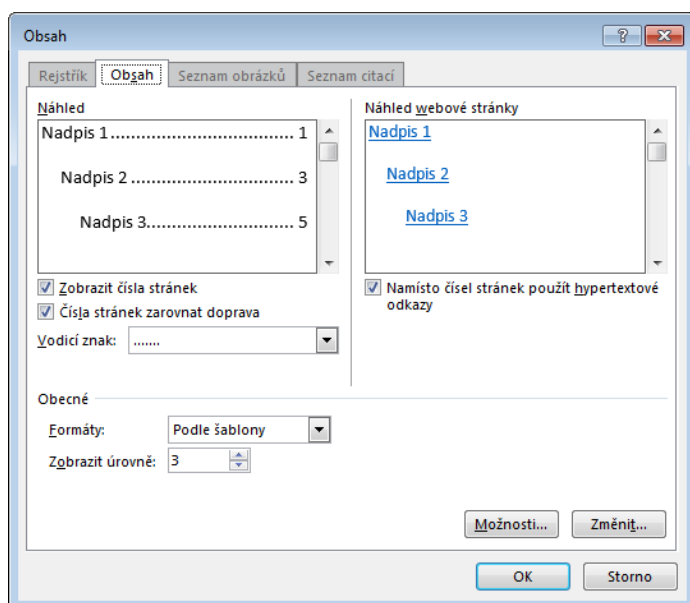 Obsah
Rejstřík Obsah Seznam obrázků Seznam citací
Náhled
Nadpis 1..................................... 1
Nadpis 2 ................................. 3
Nadpis 3.............................. 5
Zobrazit čísla stránek
Čísla stránek zarovnat doprava
Vodicí znak: .......
Náhled webové stránky
Nadpis 1
Nadpis 2
Nadpis 3
Namísto čísel stránek použít hypertextové
odkazy
Obecné
Formáty: Podle šablony
Zobrazit úrovně: 3
Možnosti... Změnit...
OK Storno